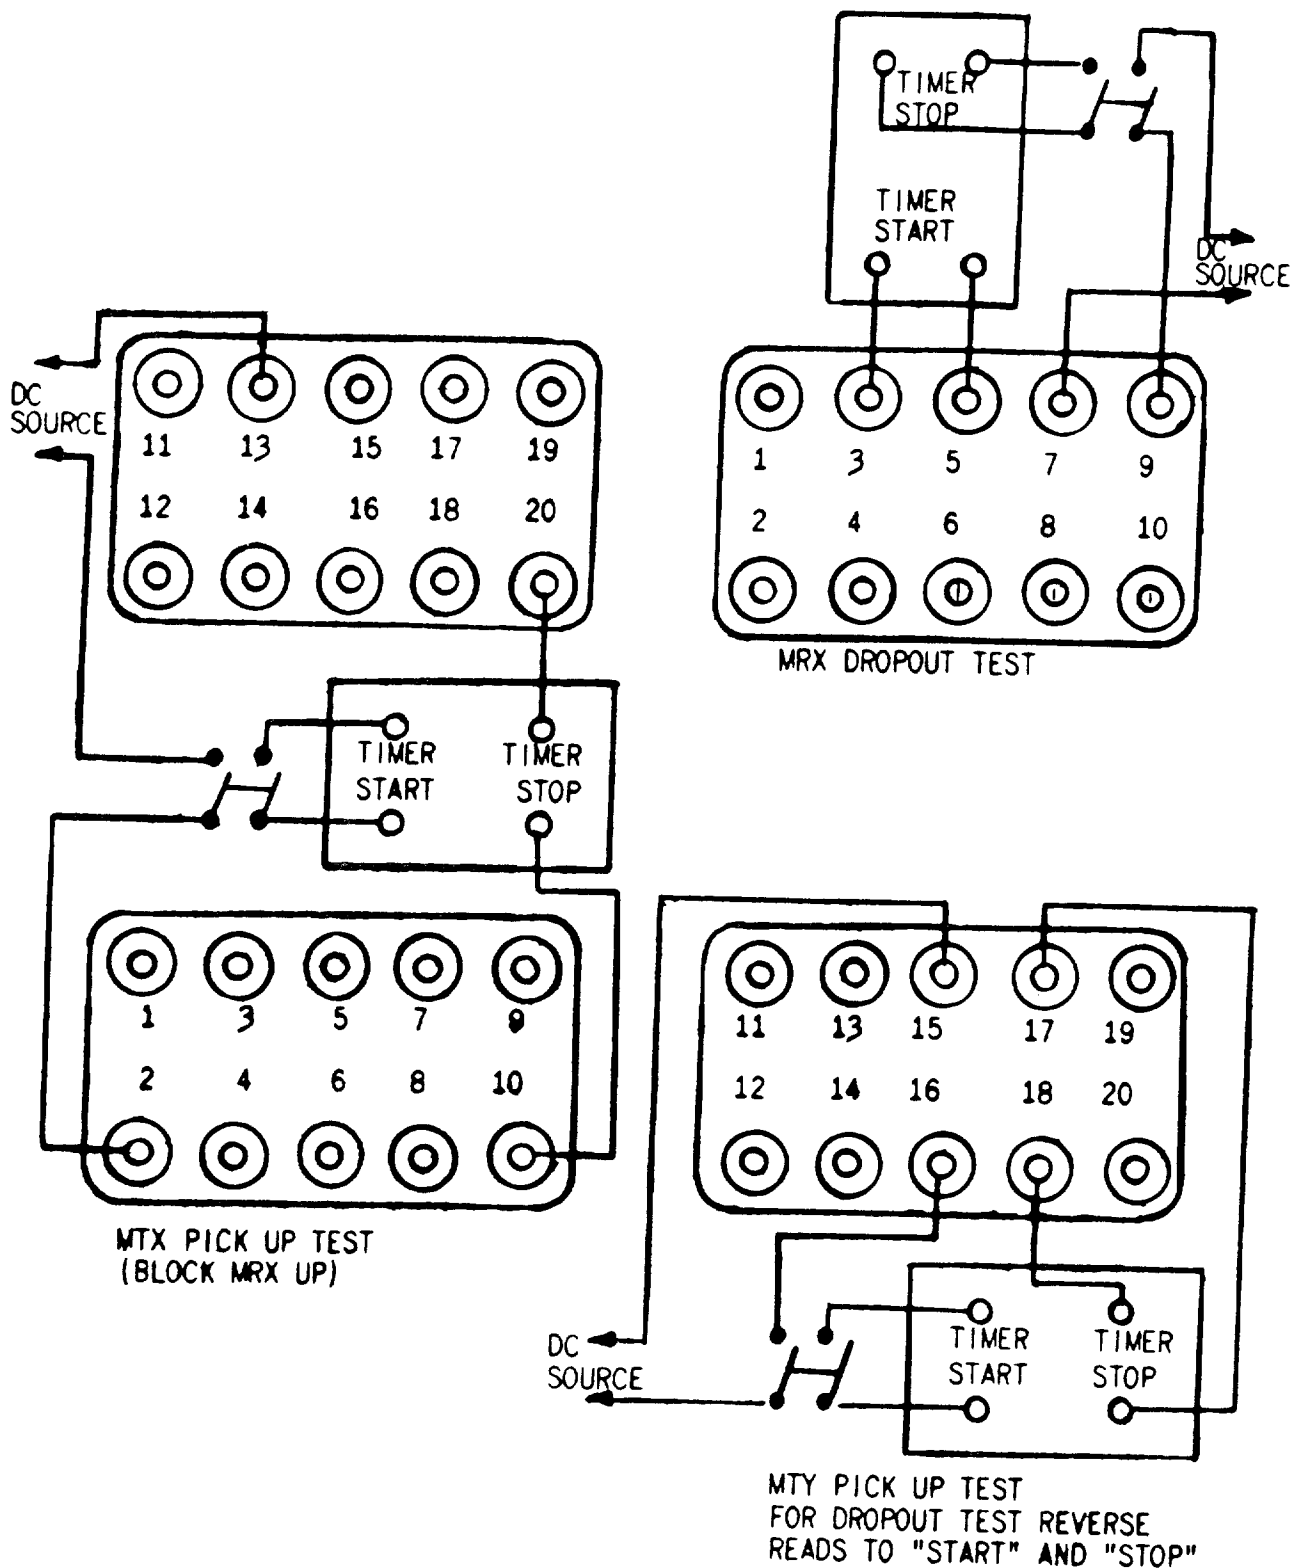 TIMER
STOP
TIMER
START
DC
SOURCE
1 3 5 7 9
2 4 6 8 10
MRX DROPOUT TEST
DC
SOURCE
11 13 15 17 19
12 14 16 18 20
TIMER
START
TIMER
STOP
1 3 5 7 9
2 4 6 8 10
MTX PICK UP TEST
(BLOCK MRX UP)
11 13 15 17 19
12 14 16 18 20
DC
SOURCE
TIMER
START
TIMER
STOP
MTY PICK UP TEST
FOR DROPOUT TEST REVERSE
READS TO "START" AND "STOP"